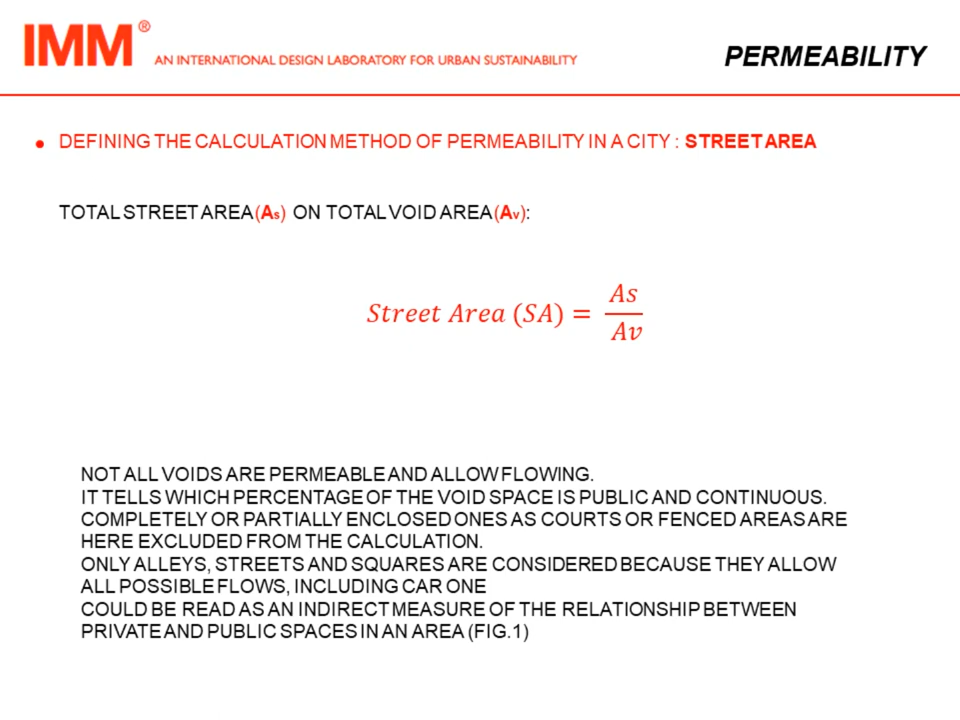 IMM®
AN INTERNATIONAL DESIGN LABORATORY FOR URBAN SUSTAINABILITY
PERMEABILITY
• DEFINING THE CALCULATION METHOD OF PERMEABILITY IN A CITY : STREET AREA
TOTAL STREET AREA (As) ON TOTAL VOID AREA (Av):
Street Area (SA) = As / Av
NOT ALL VOIDS ARE PERMEABLE AND ALLOW FLOWING.
IT TELLS WHICH PERCENTAGE OF THE VOID SPACE IS PUBLIC AND CONTINUOUS.
COMPLETELY OR PARTIALLY ENCLOSED ONES AS COURTS OR FENCED AREAS ARE
HERE EXCLUDED FROM THE CALCULATION.
ONLY ALLEYS, STREETS AND SQUARES ARE CONSIDERED BECAUSE THEY ALLOW
ALL POSSIBLE FLOWS, INCLUDING CAR ONE
COULD BE READ AS AN INDIRECT MEASURE OF THE RELATIONSHIP BETWEEN
PRIVATE AND PUBLIC SPACES IN AN AREA (FIG.1)